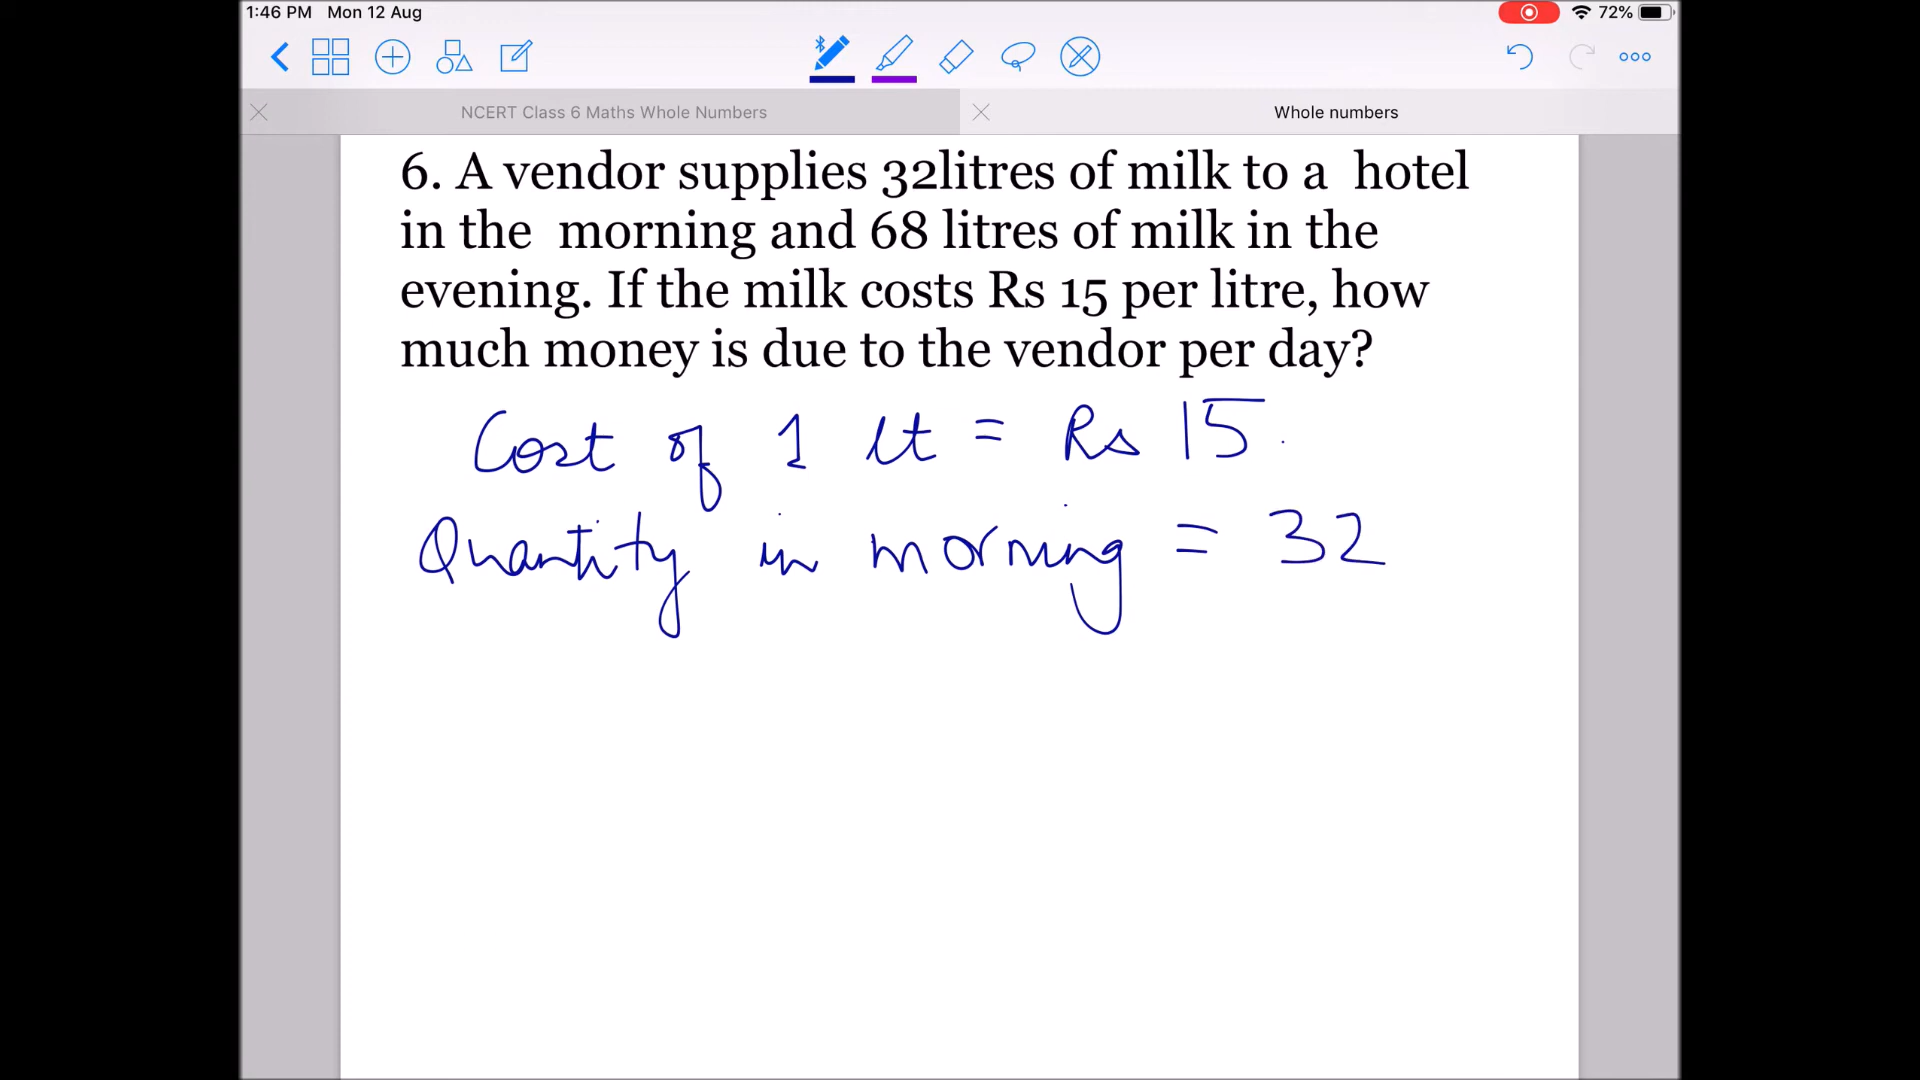 1:46 PM Mon 12 Aug 72%
NCERT Class 6 Maths Whole Numbers Whole numbers
6. A vendor supplies 32litres of milk to a hotel
in the morning and 68 litres of milk in the
evening. If the milk costs Rs 15 per litre, how
much money is due to the vendor per day?
Cost of 1 lt = Rs 15.
Quantity in morning = 32